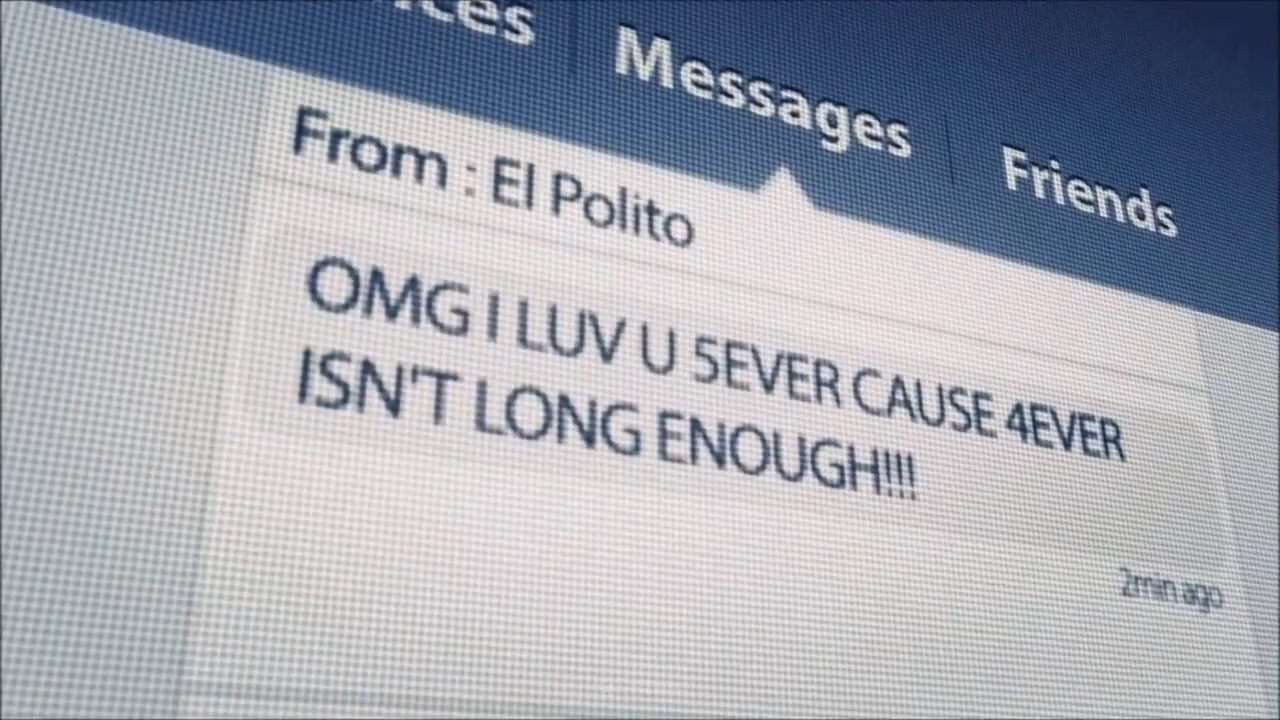 Messages
Friends
From : El Polito
OMG I LUV U 5EVER CAUSE 4EVER
ISN'T LONG ENOUGH!!!
2min ago